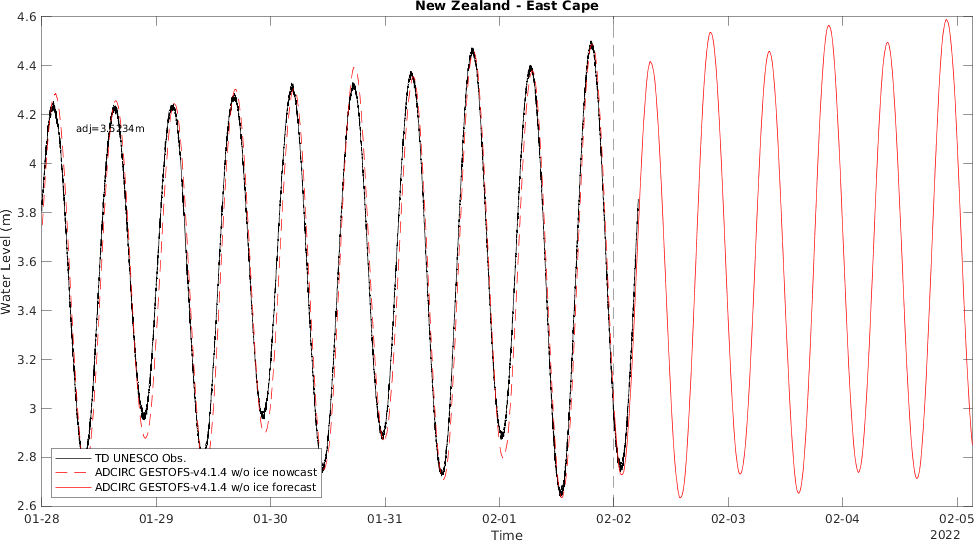 New Zealand - East Cape
4.6
4.4
4.2
4
3.8
3.6
3.4
3.2
3
2.8
2.6
Water Level (m)
adj=3.5234m
TD UNESCO Obs.
ADCIRC GESTOFS-v4.1.4 w/o ice nowcast
ADCIRC GESTOFS-v4.1.4 w/o ice forecast
01-28 01-29 01-30 01-31 02-01 02-02 02-03 02-04 02-05
Time
2022